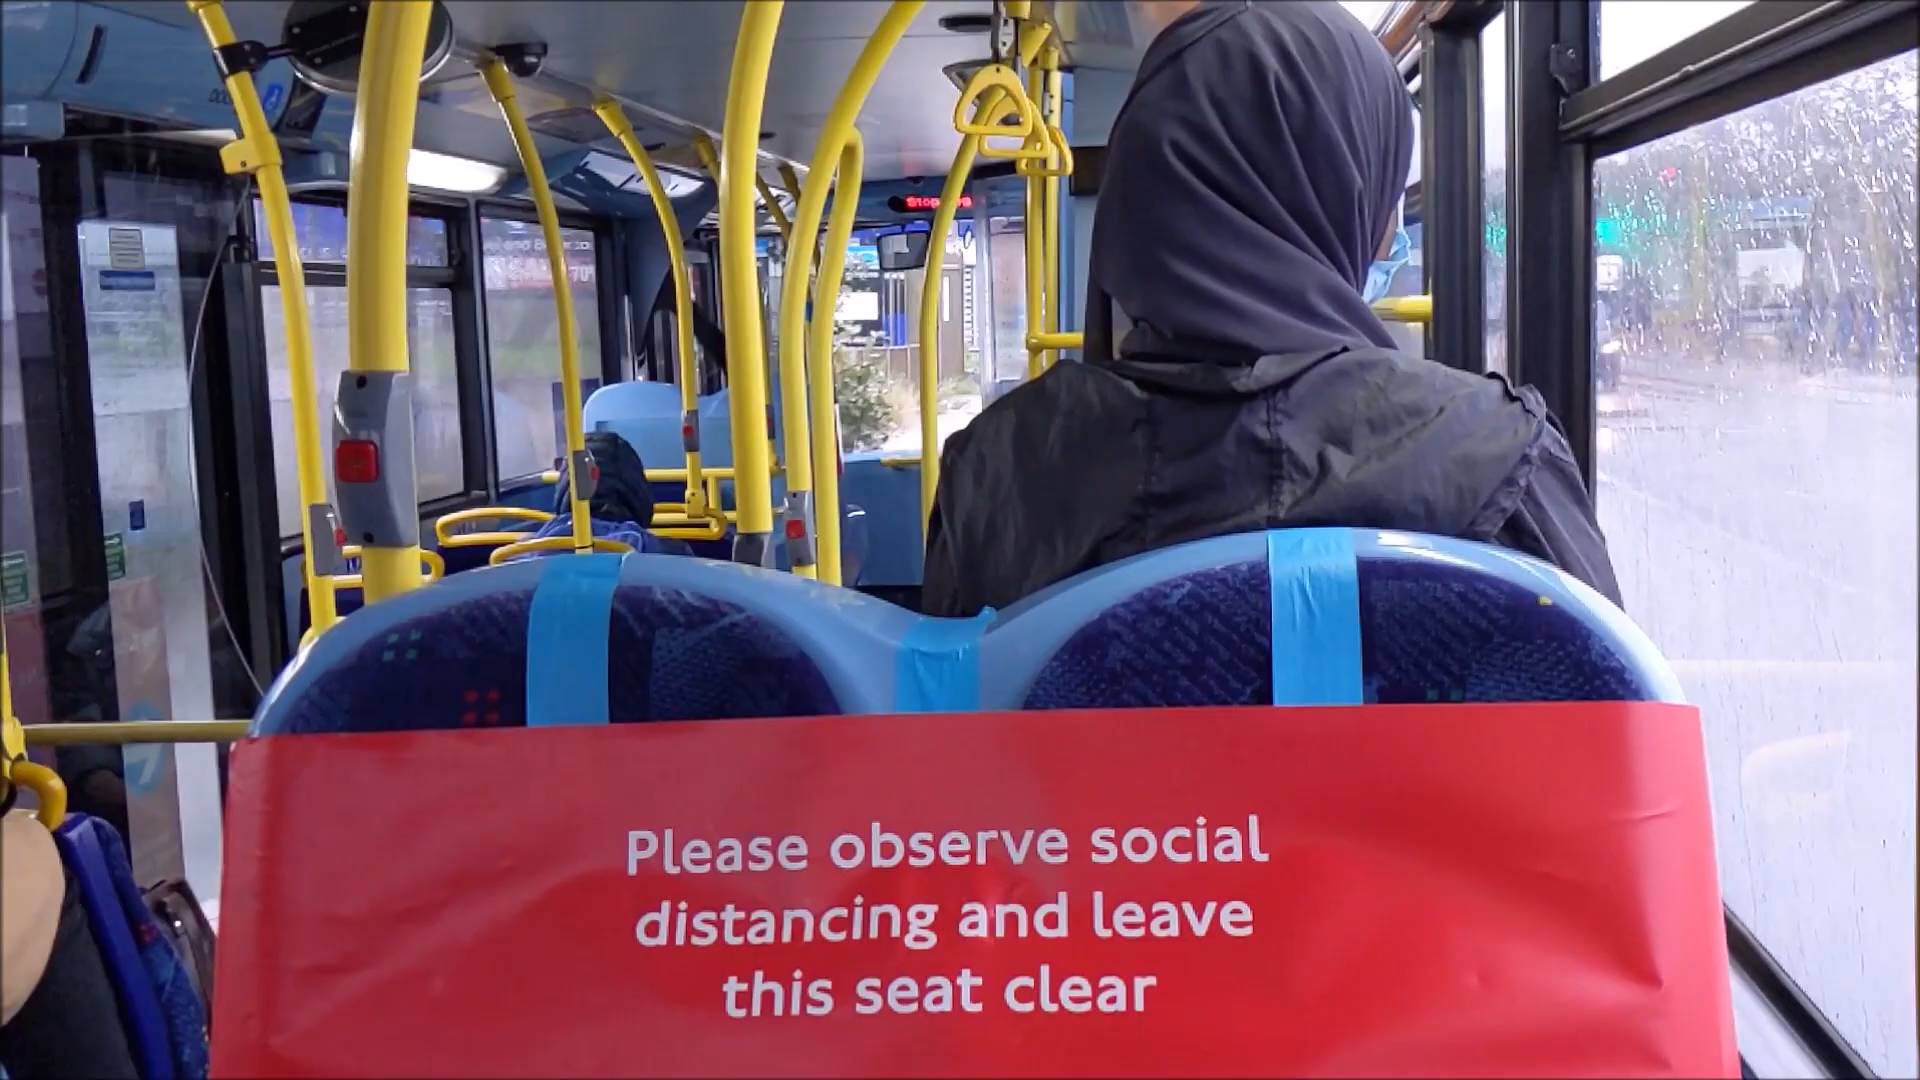 Please observe social
distancing and leave
this seat clear